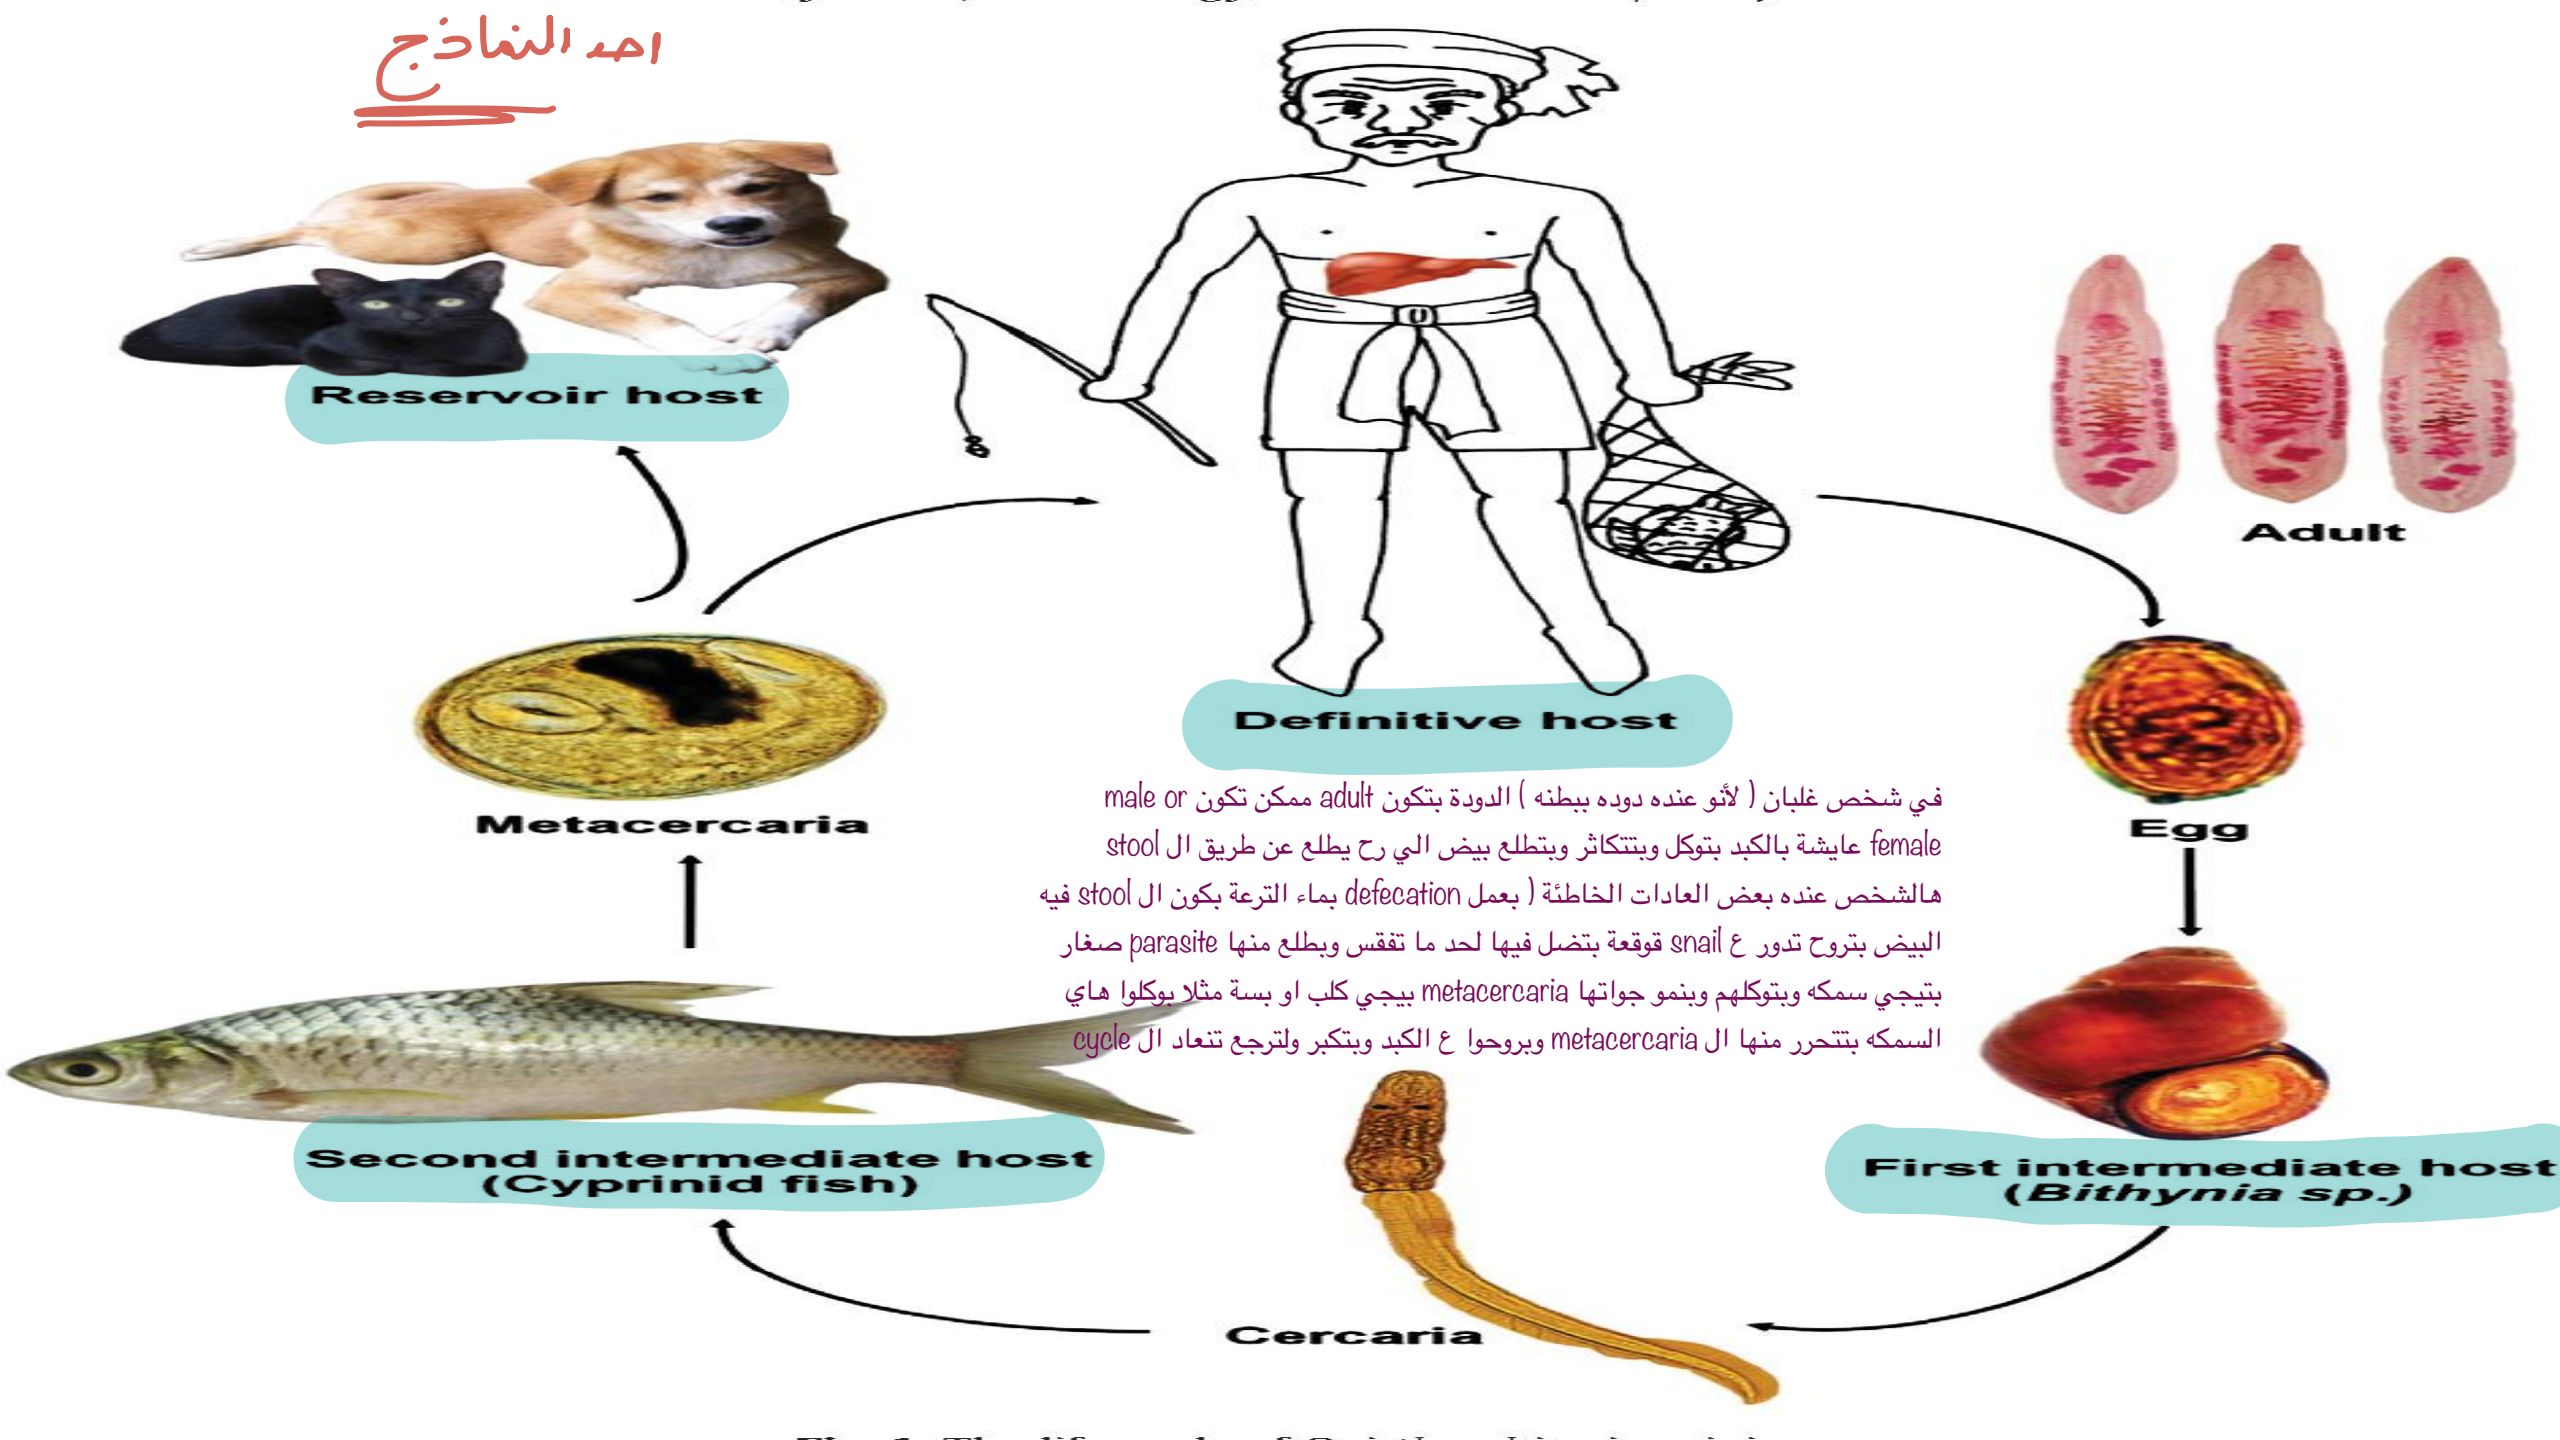 احد النماذج
Reservoir host
Adult
Metacercaria
Definitive host
Egg
في شخص غلبان ( لأنو عنده دوده ببطنه ) الدودة بتكون adult ممكن تكون male or
female عايشة بالكبد بتوكل وبتتكاثر وبتطلع بيض الي رح يطلع عن طريق ال stool
هالشخص عنده بعض العادات الخاطئة ( بعمل defecation بماء الترعة بكون ال stool فيه
البيض بتروح تدور ع snail قوقعة بتضل فيها لحد ما تفقس وبطلع منها parasite صغار
بتيجي سمكه وبتوكلهم وبنمو جواتها metacercaria بيجي كلب او بسة مثلا بوكلوا هاي
السمكه بتتحرر منها ال metacercaria وبروحوا ع الكبد وبتكبر ولترجع تنعاد ال cycle
Second intermediate host
(Cyprinid fish)
First intermediate host
(Bithynia sp.)
Cercaria